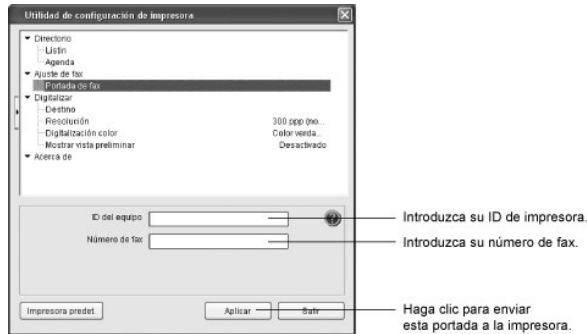 Utilidad de configuración de impresora
Directorio
Listín
Agenda
Ajuste de fax
Portada de fax
Digitalizar
Destino
Resolución 300 ppp (no...
Digitalización color Color verda...
Mostrar vista preliminar Desactivado
Acerca de
ID del equipo
Introduzca su ID de impresora.
Número de fax
Introduzca su número de fax.
Impresora predet. Aplicar Salir
Haga clic para enviar
esta portada a la impresora.